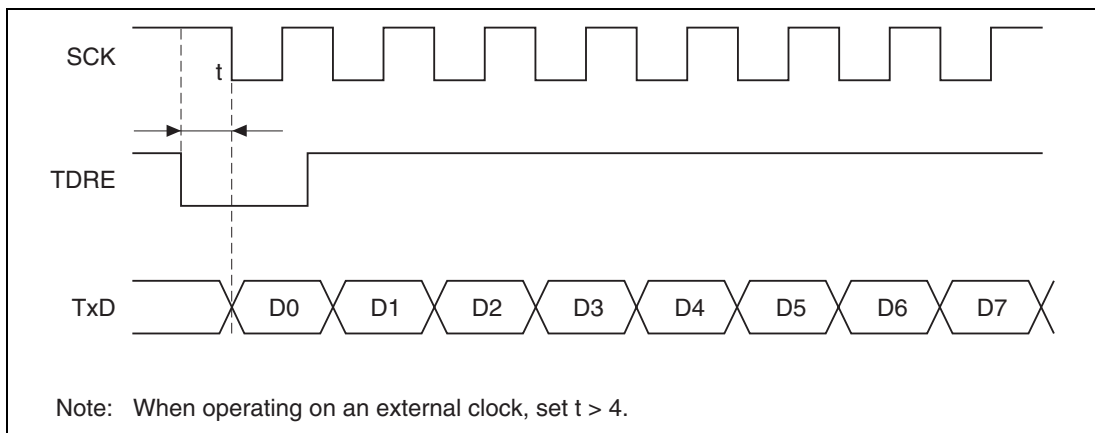 SCK
t
TDRE
TxD D0 D1 D2 D3 D4 D5 D6 D7
Note: When operating on an external clock, set t > 4.